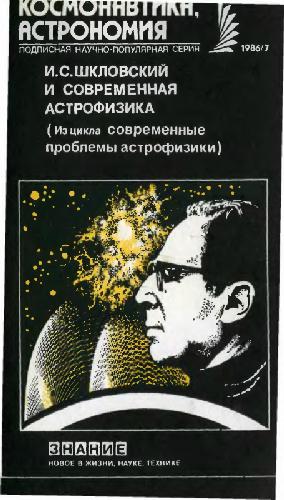 КОСМОНАВТИКА,
АСТРОНОМИЯ
ПОДПИСНАЯ НАУЧНО-ПОПУЛЯРНАЯ СЕРИЯ
1986/7
И.С.ШКЛОВСКИЙ
И СОВРЕМЕННАЯ
АСТРОФИЗИКА
(Из цикла современные
проблемы астрофизики)
ЗНАНИЕ
НОВОЕ В ЖИЗНИ, НАУКЕ, ТЕХНИКЕ